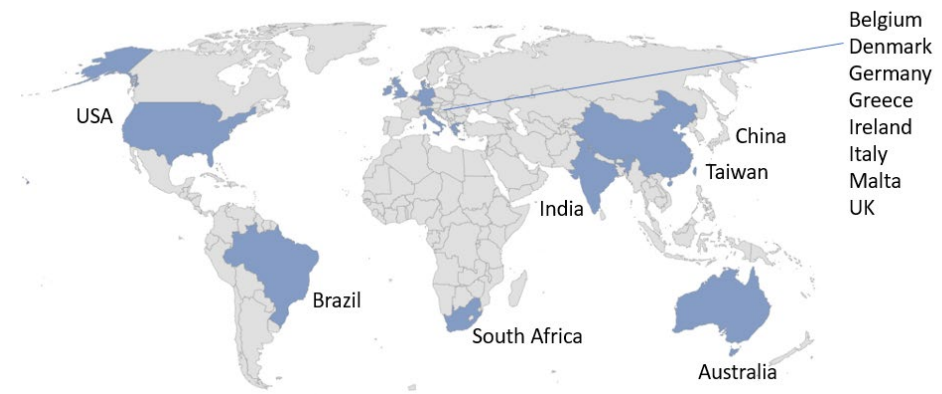 Belgium
Denmark
Germany
Greece
Ireland
Italy
Malta
UK
USA
China
Taiwan
India
Brazil
South Africa
Australia